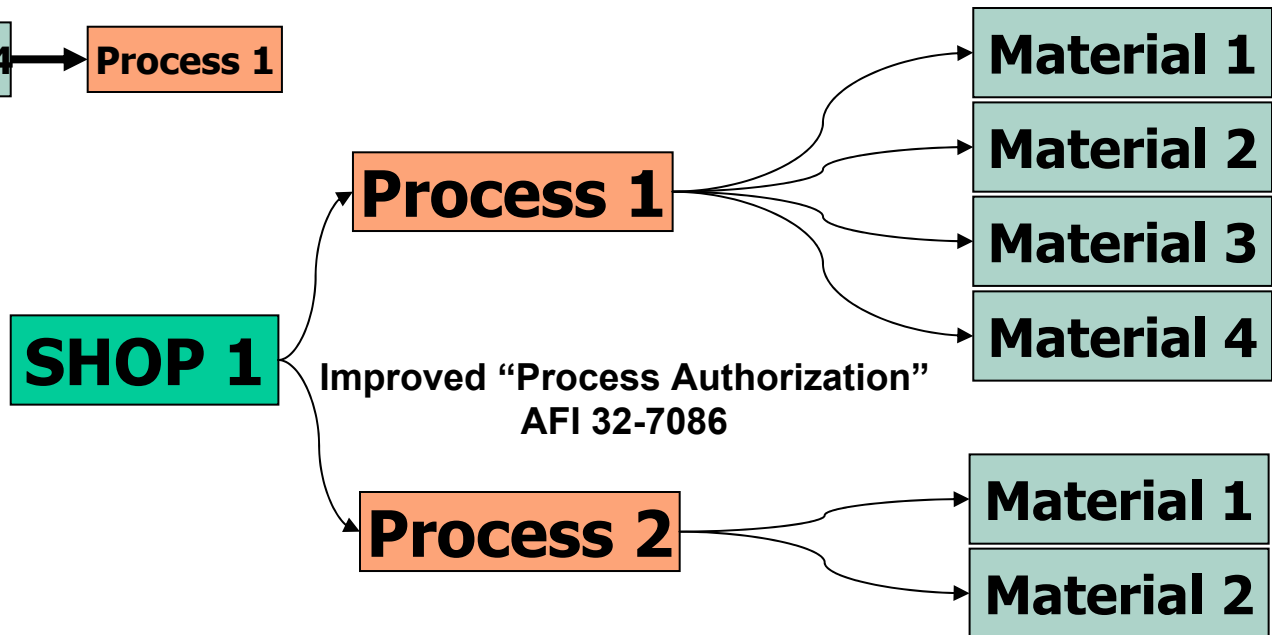 4
Process 1
Material 1
Material 2
Process 1
Material 3
Material 4
SHOP 1
Improved “Process Authorization”
AFI 32-7086
Process 2
Material 1
Material 2